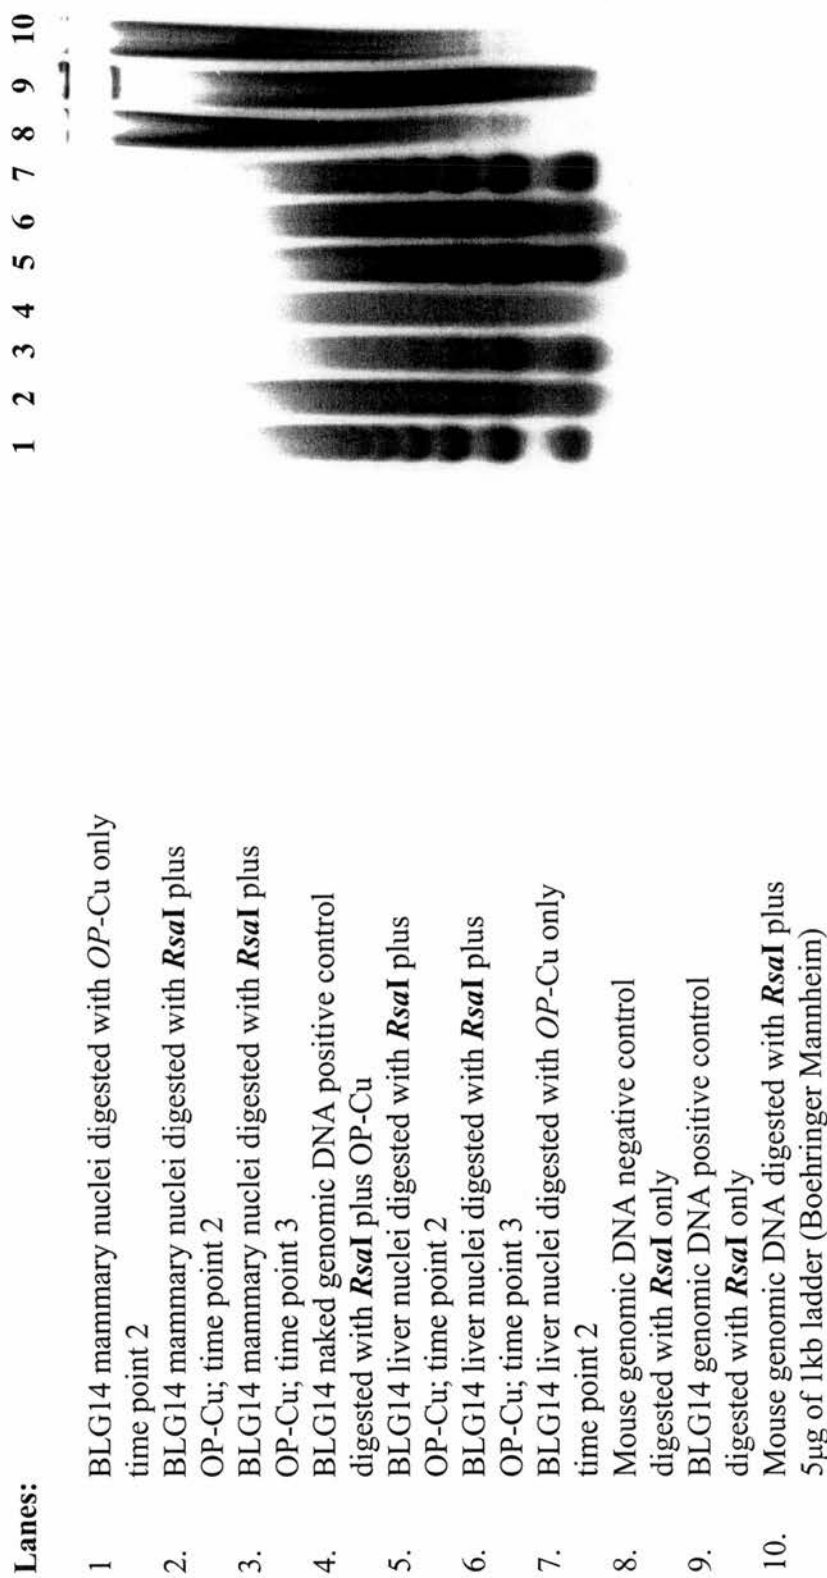 1 2 3 4 5 6 7 8 9 10
Lanes:
1 BLG14 mammary nuclei digested with OP-Cu only
time point 2
2. BLG14 mammary nuclei digested with RsaI plus
OP-Cu; time point 2
3. BLG14 mammary nuclei digested with RsaI plus
OP-Cu; time point 3
4. BLG14 naked genomic DNA positive control
digested with RsaI plus OP-Cu
5. BLG14 liver nuclei digested with RsaI plus
OP-Cu; time point 2
6. BLG14 liver nuclei digested with RsaI plus
OP-Cu; time point 3
7. BLG14 liver nuclei digested with OP-Cu only
time point 2
8. Mouse genomic DNA negative control
digested with RsaI only
9. BLG14 genomic DNA positive control
digested with RsaI only
10. Mouse genomic DNA digested with RsaI plus
5µg of 1kb ladder (Boehringer Mannheim)